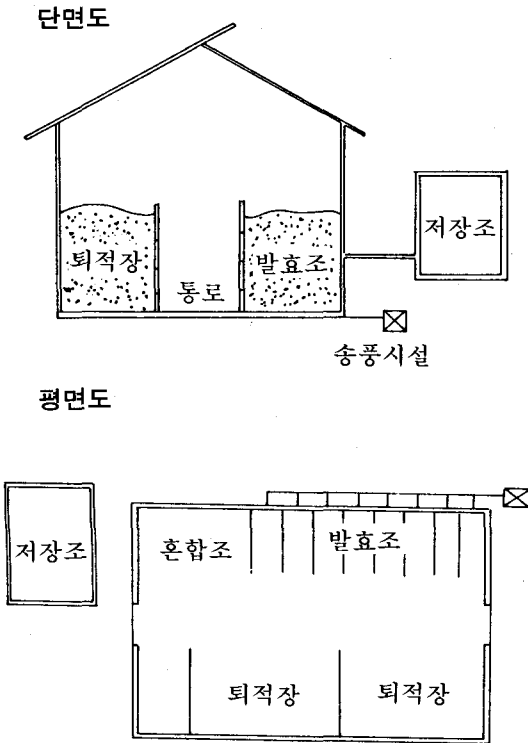 단면도
저장조
퇴적장 발효조
통로
송풍시설
평면도
저장조 혼합조 발효조
퇴적장 퇴적장